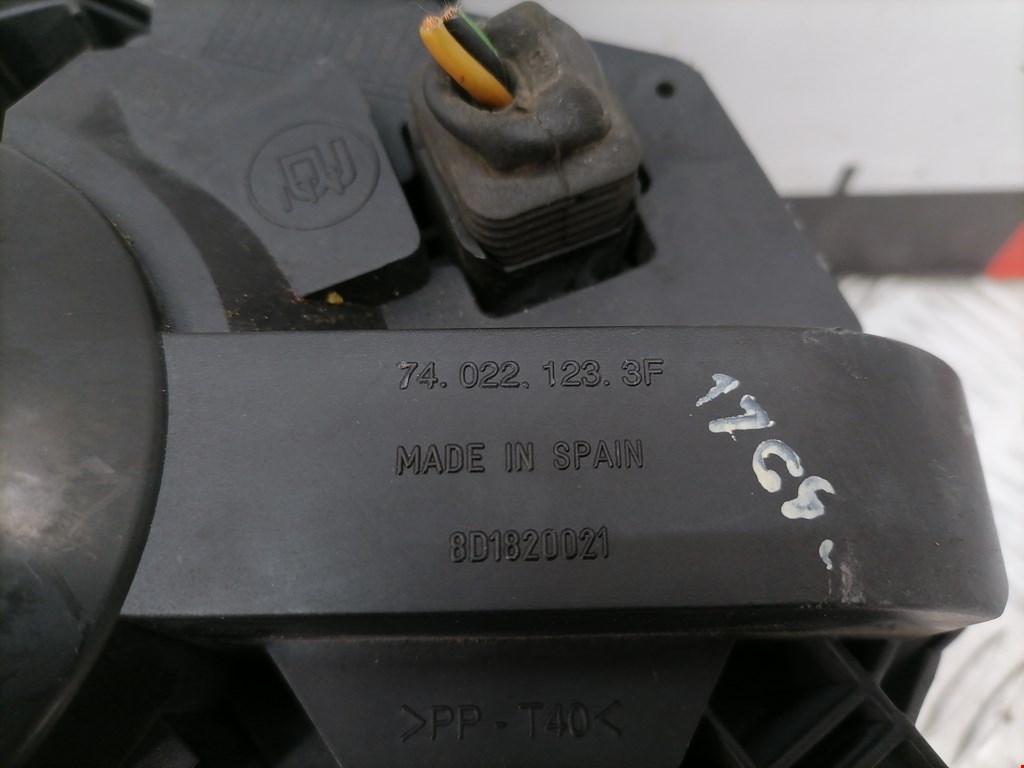 74. 022. 123. 3F
MADE IN SPAIN
8D1820021
>PP - T40<